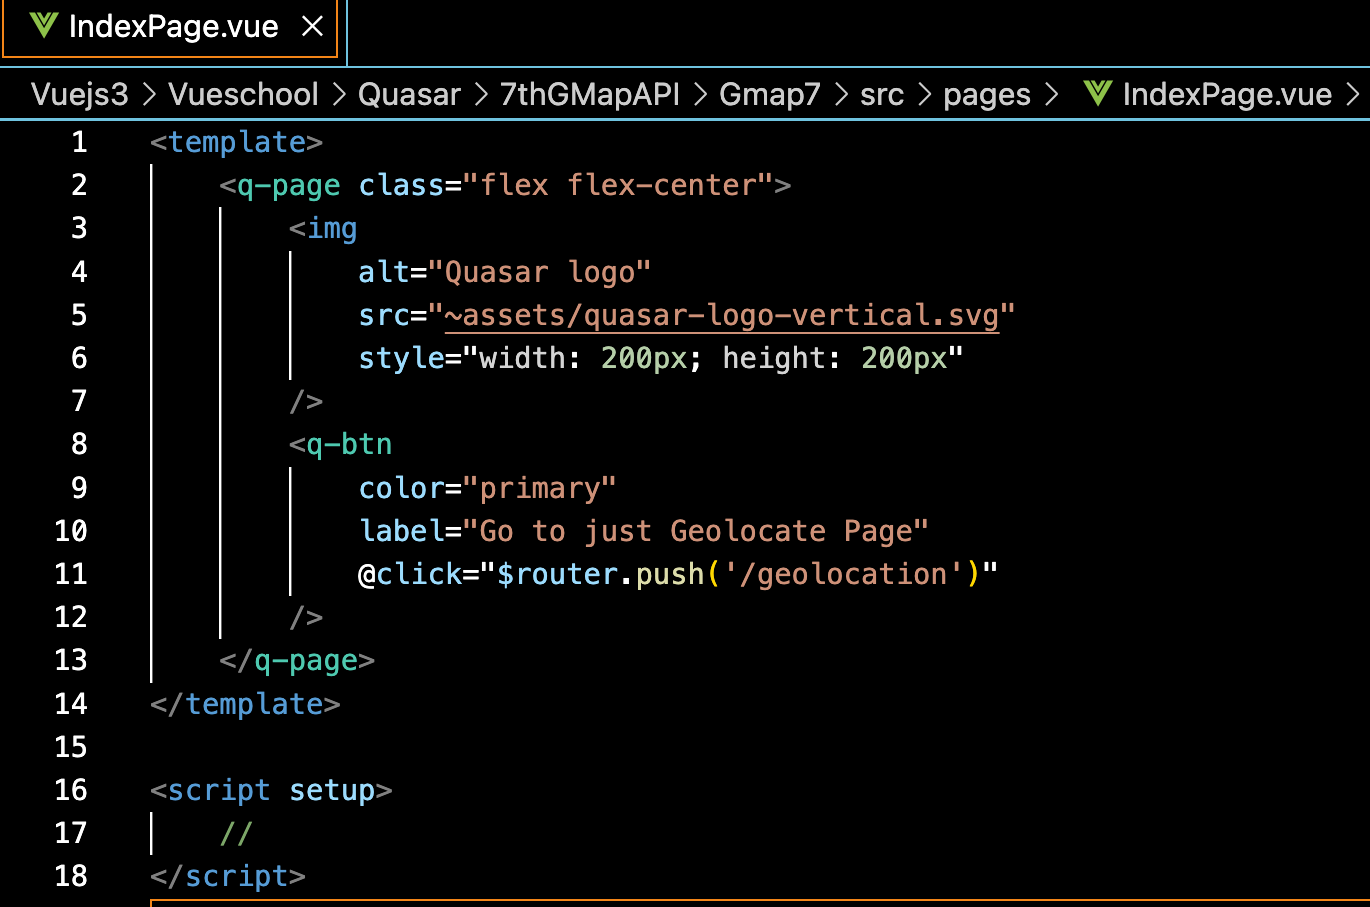 IndexPage.vue ×
Vuejs3 > Vueschool > Quasar > 7thGMapAPI > Gmap7 > src > pages > IndexPage.vue >
1 <template>
2     <q-page class="flex flex-center">
3         <img
4             alt="Quasar logo"
5             src="~assets/quasar-logo-vertical.svg"
6             style="width: 200px; height: 200px"
7         />
8         <q-btn
9             color="primary"
10             label="Go to just Geolocate Page"
11             @click="$router.push('/geolocation')"
12         />
13     </q-page>
14 </template>
15
16 <script setup>
17     //
18 </script>